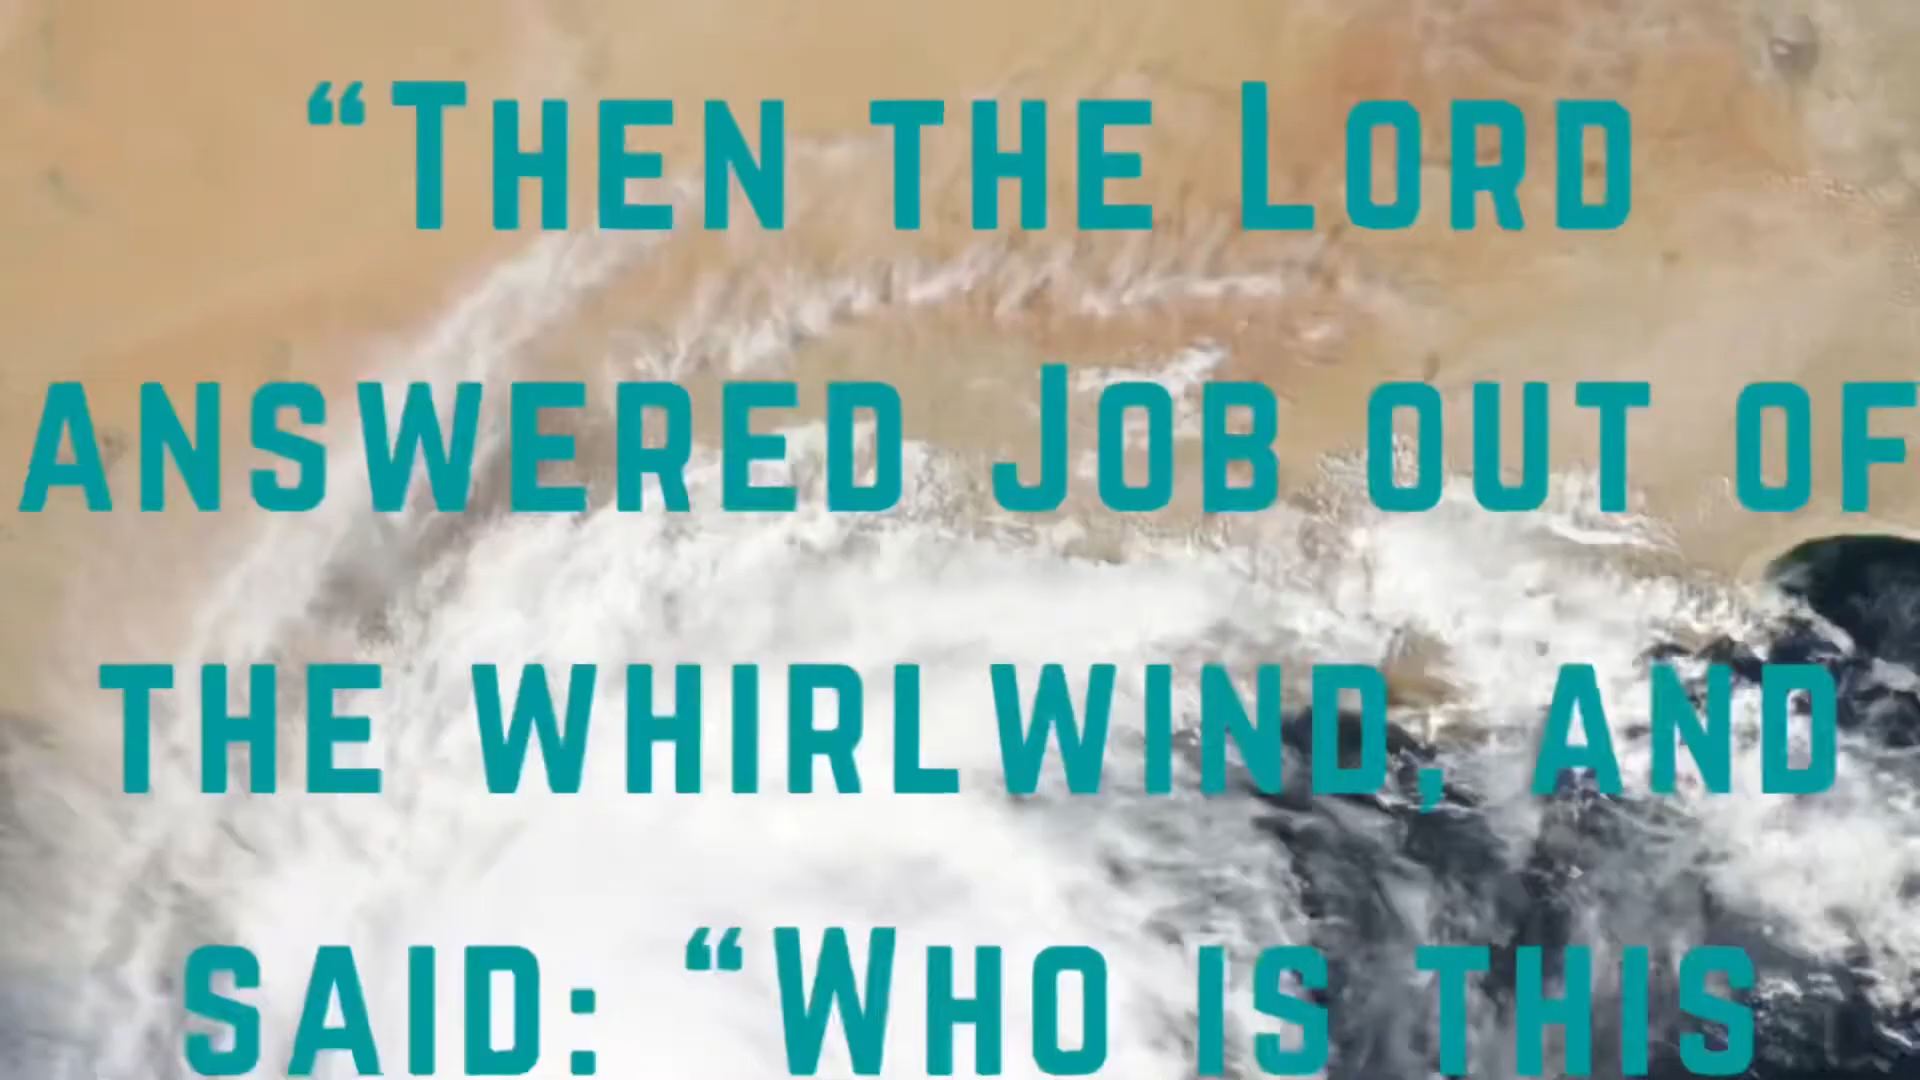 “Then the Lord
answered Job out of
the whirlwind, and
said: “Who is this